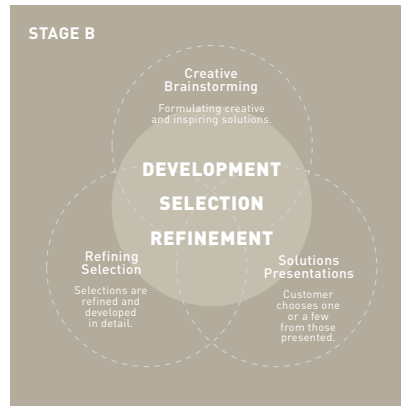 STAGE B
Creative
Brainstorming
Formulating creative
and inspiring solutions.
DEVELOPMENT
SELECTION
REFINEMENT
Refining
Selection
Selections are
refined and
developed
in detail.
Solutions
Presentations
Customer
chooses one
or a few
from those
presented.